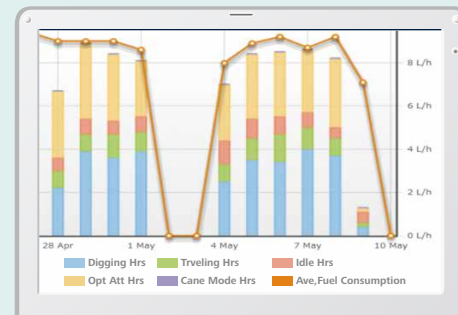 8 L/h
6 L/h
4 L/h
2 L/h
0 L/h
28 Apr 1 May 4 May 7 May 10 May
Digging Hrs Trveling Hrs Idle Hrs
Opt Att Hrs Cane Mode Hrs Ave,Fuel Consumption